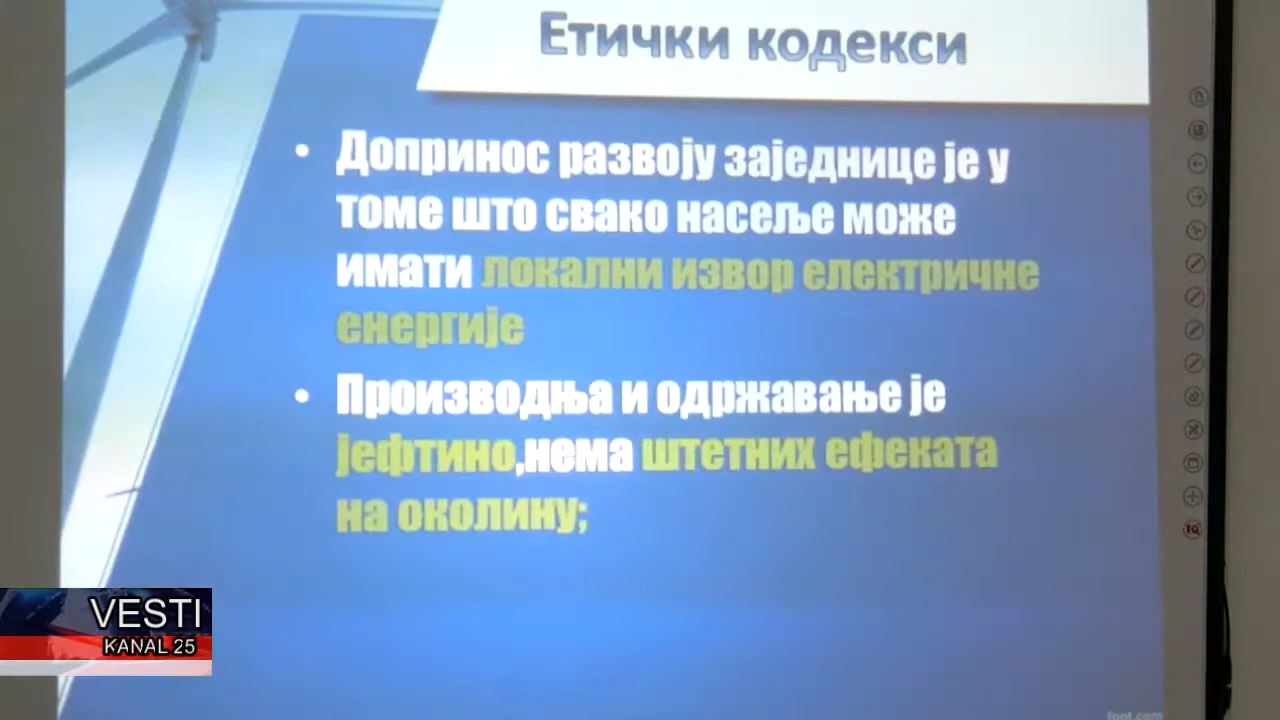 Етички кодекси
• Допринос развоју заједнице је у
томе што свако насеље може
имати локални извор електричне
енергије
• Производња и одржавање је
јефтино,нема штетних ефеката
на околину;
VESTI
KANAL 25